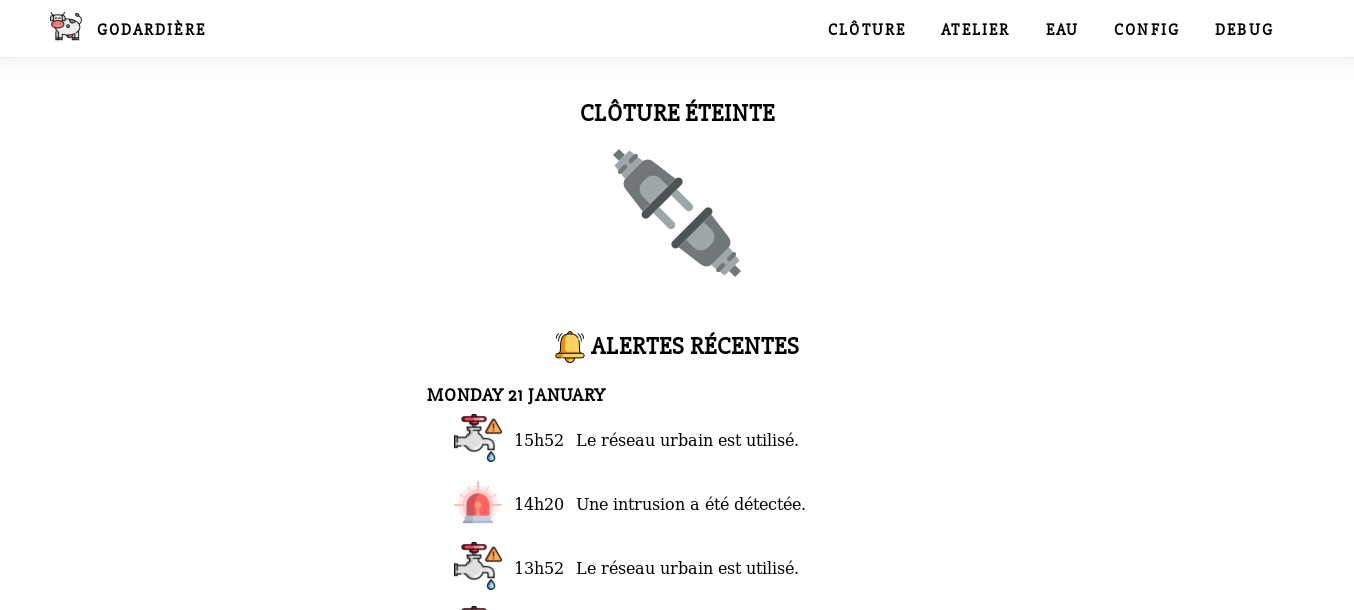 GODARDIÈRE CLÔTURE ATELIER EAU CONFIG DEBUG
CLÔTURE ÉTEINTE
ALERTES RÉCENTES
MONDAY 21 JANUARY
15h52 Le réseau urbain est utilisé.
14h20 Une intrusion a été détectée.
13h52 Le réseau urbain est utilisé.